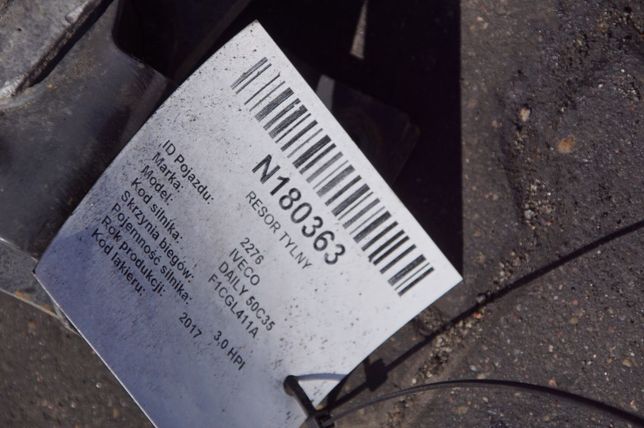 N180363
RESOR TYLNY
ID Pojazdu: 2276
Marka: IVECO
Model: DAILY 50C35
Kod silnika: F1CGL411A
Skrzynia biegów:
Pojemność silnika: 3,0 HPI
Rok produkcji: 2017
Kod lakieru: